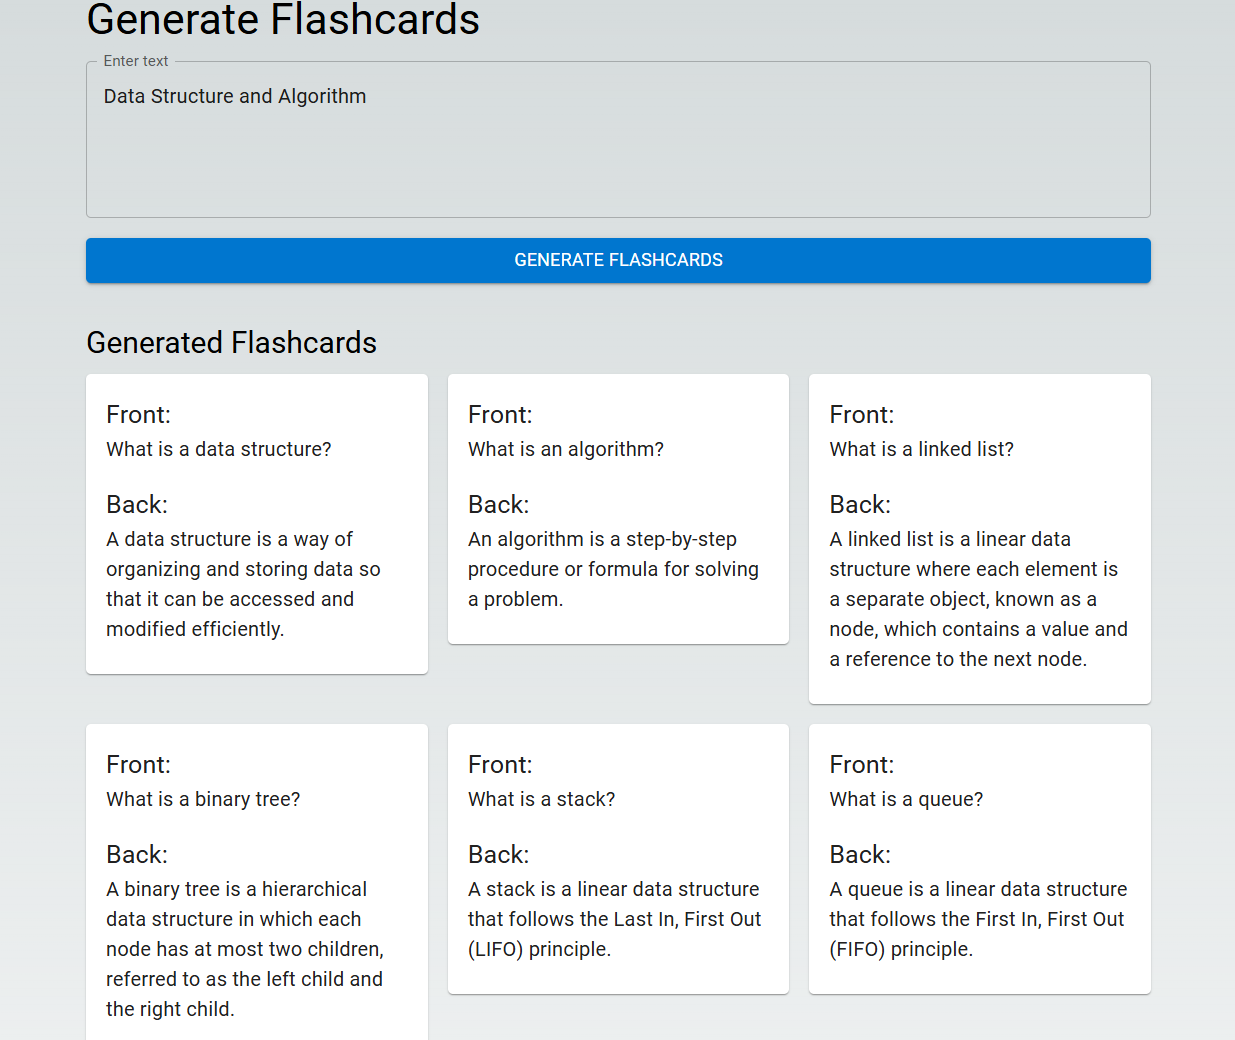 Generate Flashcards
Enter text
Data Structure and Algorithm
GENERATE FLASHCARDS
Generated Flashcards
Front:
What is a data structure?
Back:
A data structure is a way of
organizing and storing data so
that it can be accessed and
modified efficiently.
Front:
What is an algorithm?
Back:
An algorithm is a step-by-step
procedure or formula for solving
a problem.
Front:
What is a linked list?
Back:
A linked list is a linear data
structure where each element is
a separate object, known as a
node, which contains a value and
a reference to the next node.
Front:
What is a binary tree?
Back:
A binary tree is a hierarchical
data structure in which each
node has at most two children,
referred to as the left child and
the right child.
Front:
What is a stack?
Back:
A stack is a linear data structure
that follows the Last In, First Out
(LIFO) principle.
Front:
What is a queue?
Back:
A queue is a linear data structure
that follows the First In, First Out
(FIFO) principle.